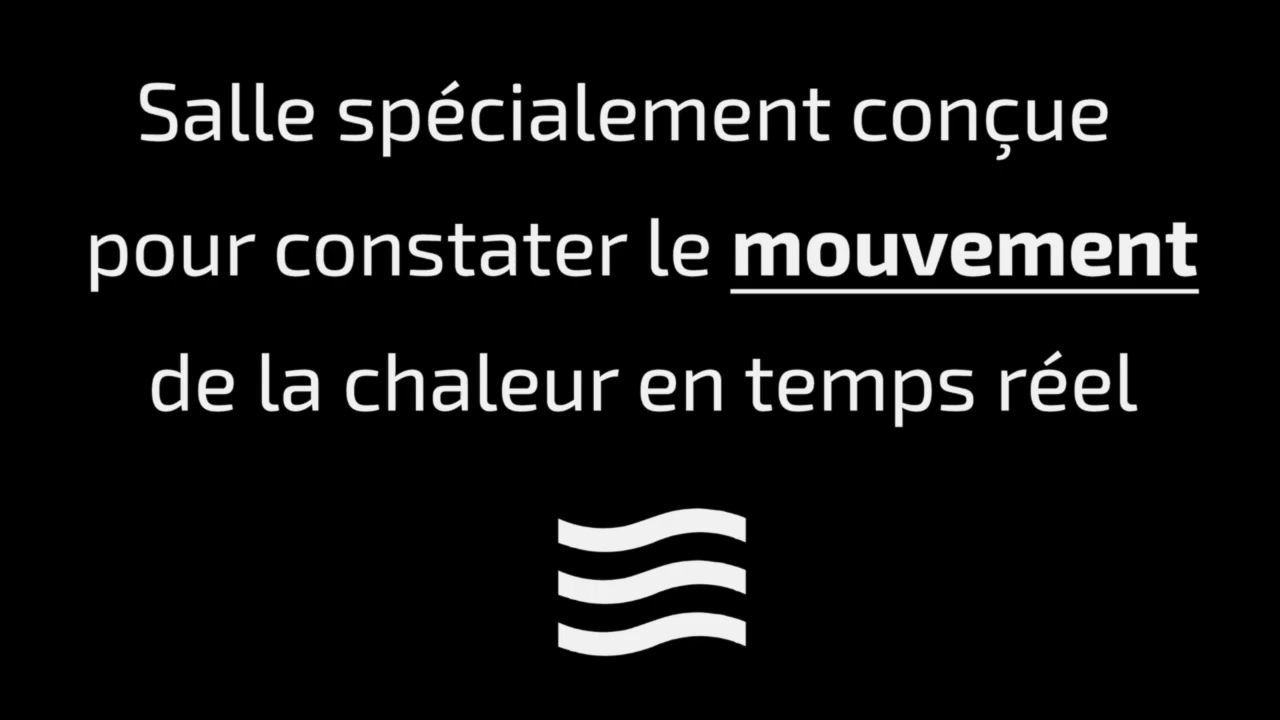 Salle spécialement conçue
pour constater le mouvement
de la chaleur en temps réel